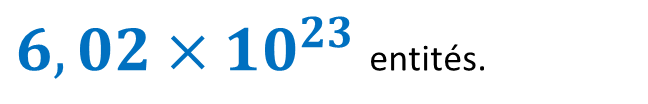 6,02 × 10²³ entités.